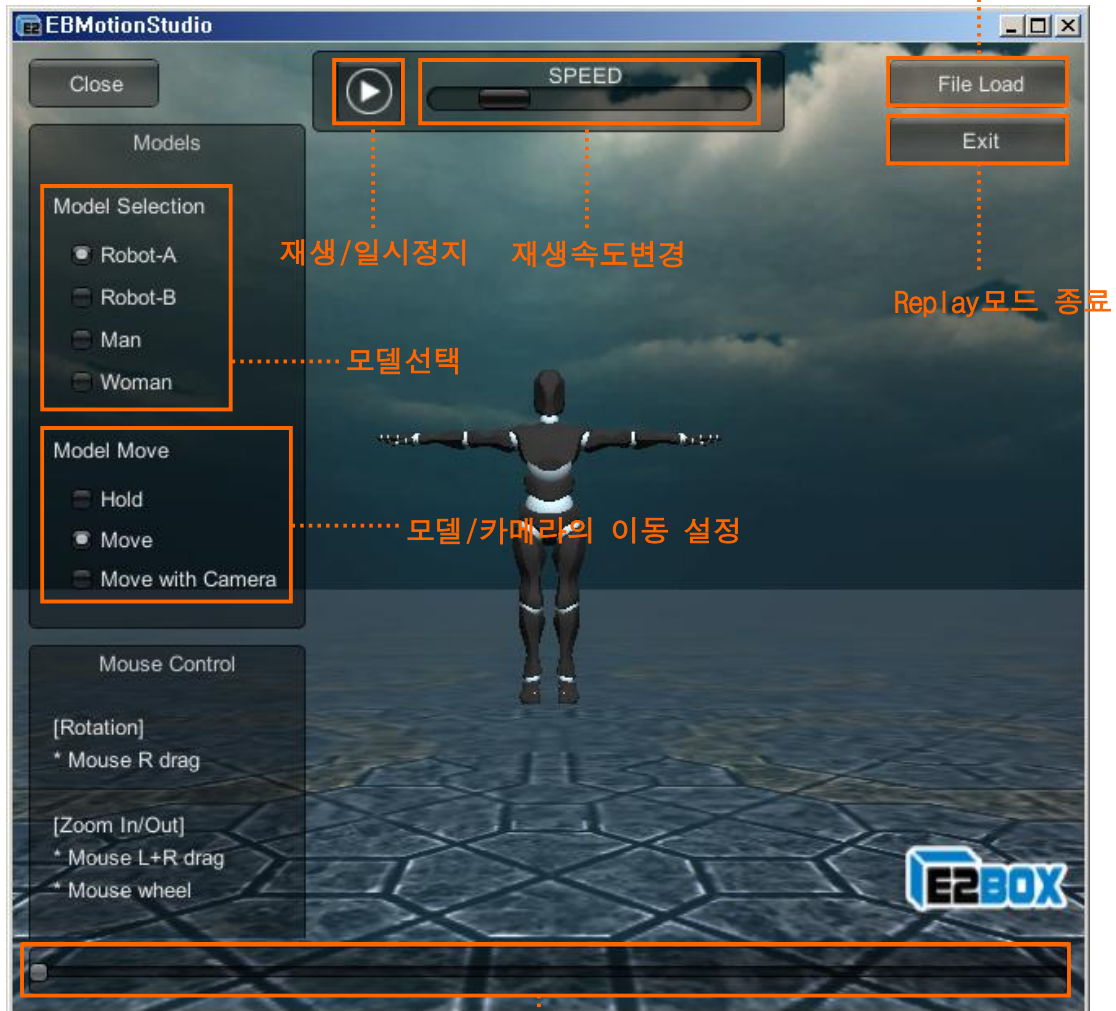 EBMotionStudio
Close
SPEED
File Load
Exit
Models
Model Selection
Robot-A
Robot-B
Man
Woman
재생/일시정지
재생속도변경
Replay모드 종료
모델선택
Model Move
Hold
Move
Move with Camera
모델/카메라의 이동 설정
Mouse Control
[Rotation]
* Mouse R drag
[Zoom In/Out]
* Mouse L+R drag
* Mouse wheel
E2BOX